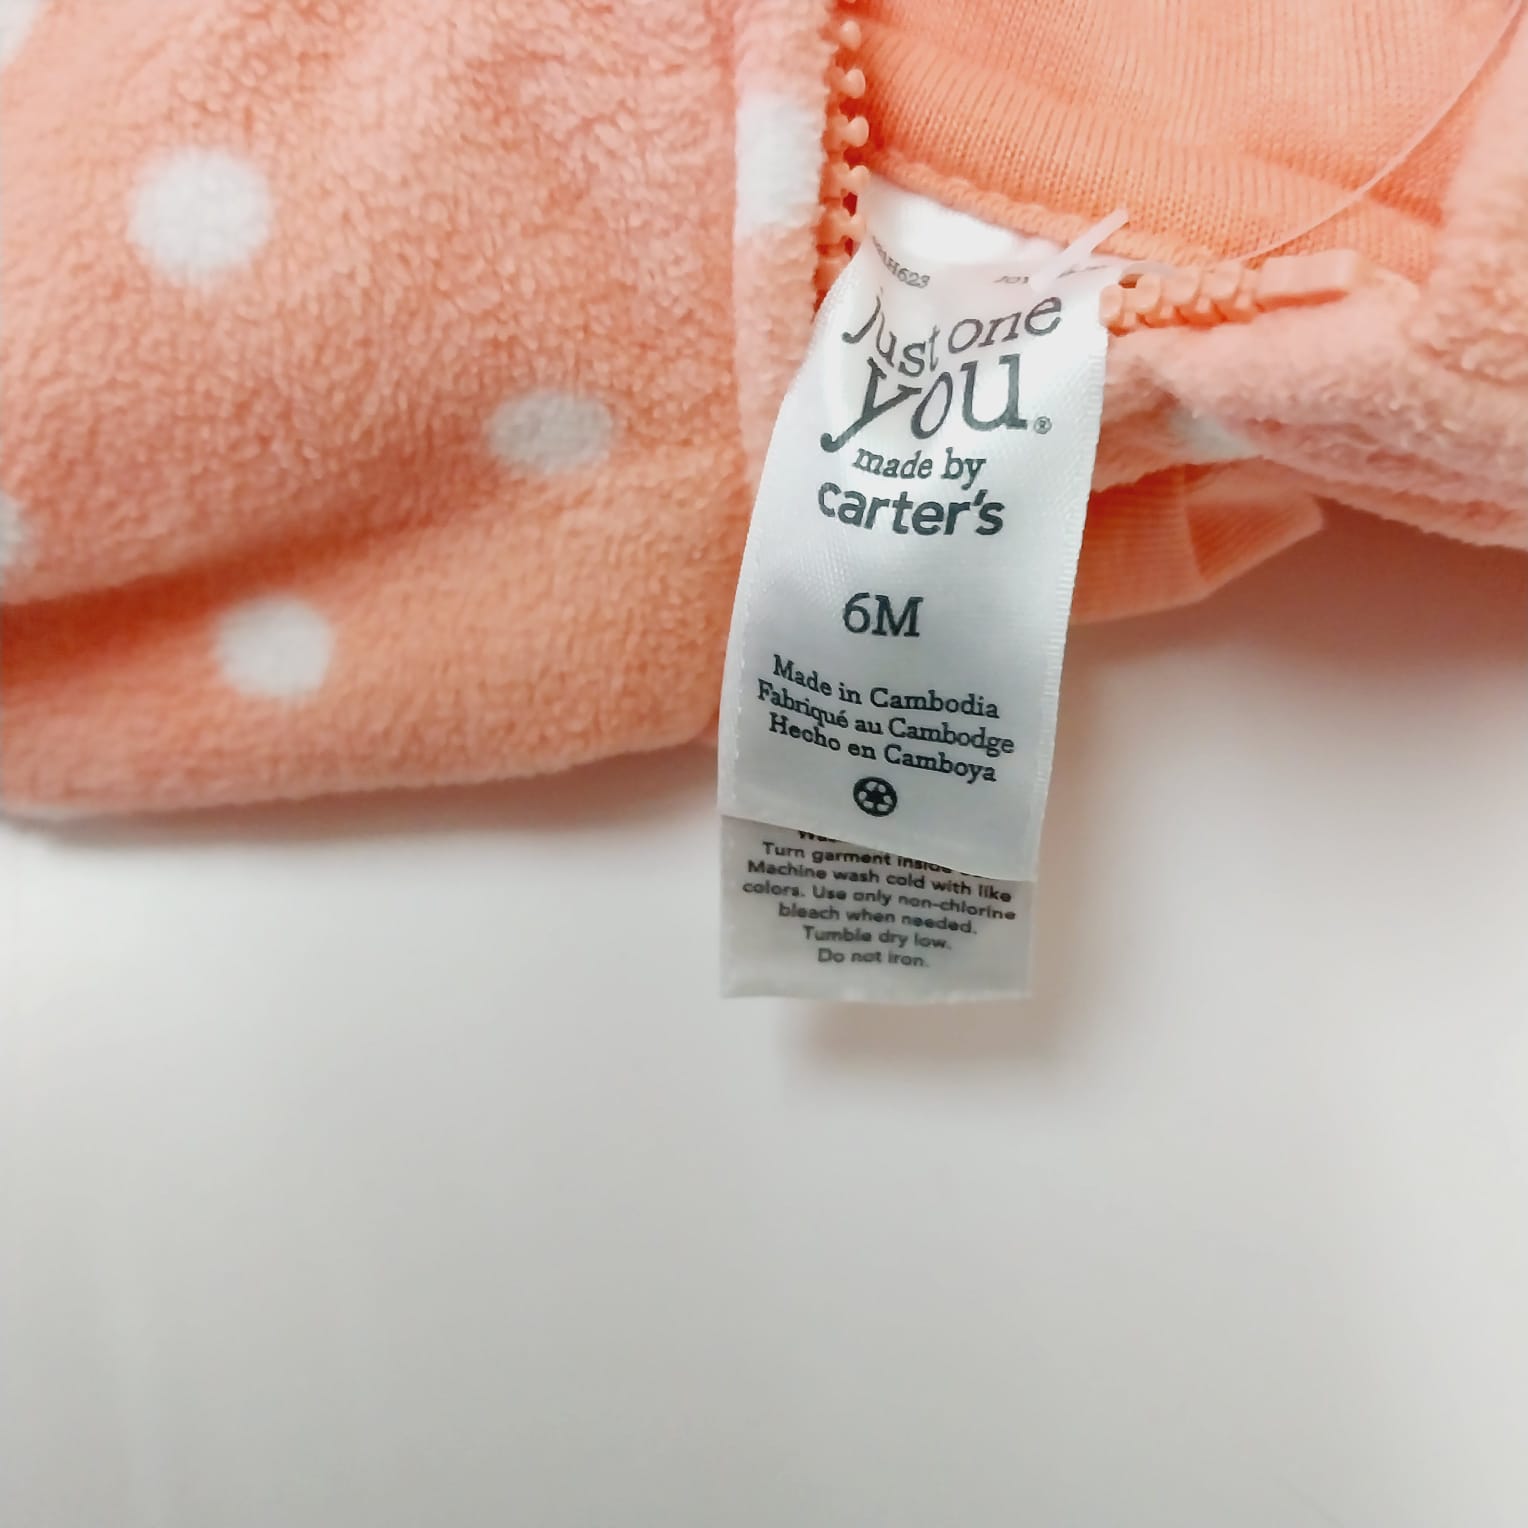 just one
you®
made by
carter's
6M
Made in Cambodia
Fabriqué au Cambodge
Hecho en Camboya
Turn garment inside
Machine wash cold with like
colors. Use only non-chlorine
bleach when needed.
Tumble dry low.
Do not iron.